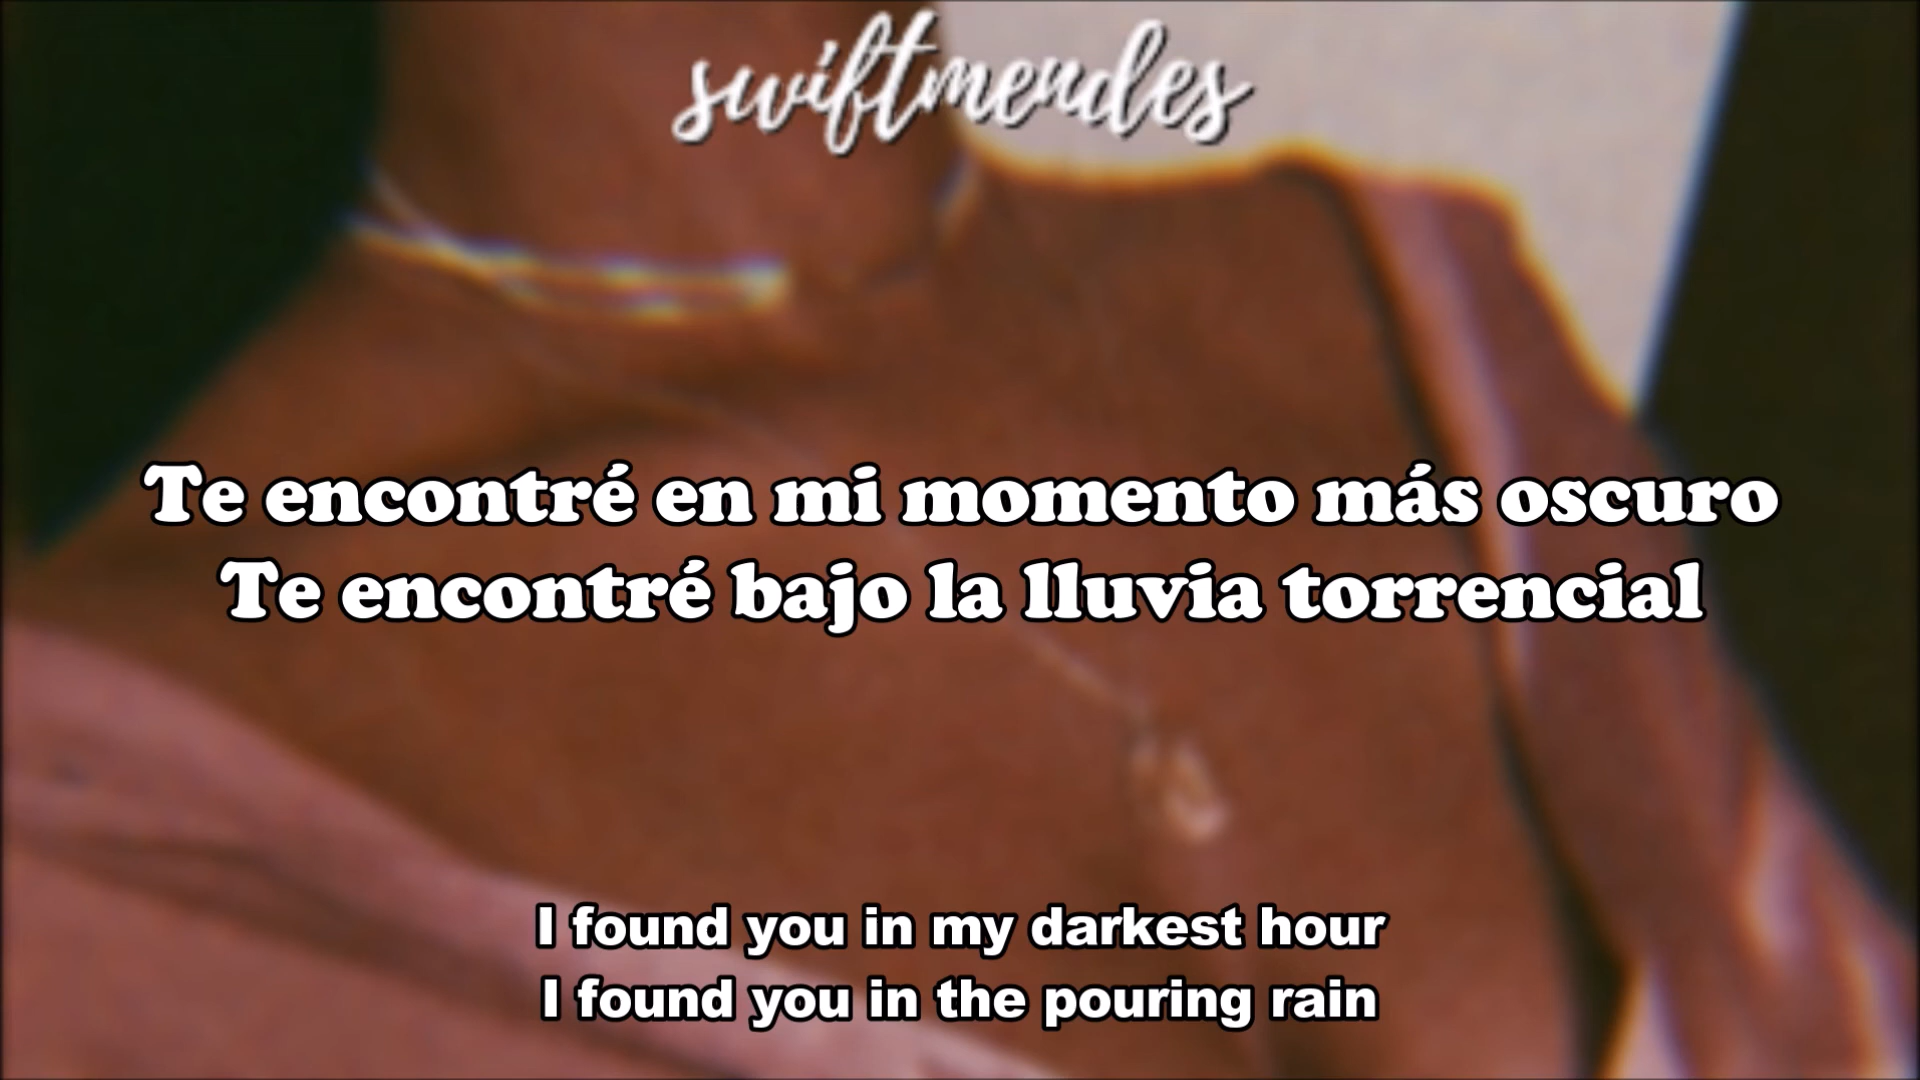 swiftmendes
Te encontré en mi momento más oscuro
Te encontré bajo la lluvia torrencial
I found you in my darkest hour
I found you in the pouring rain